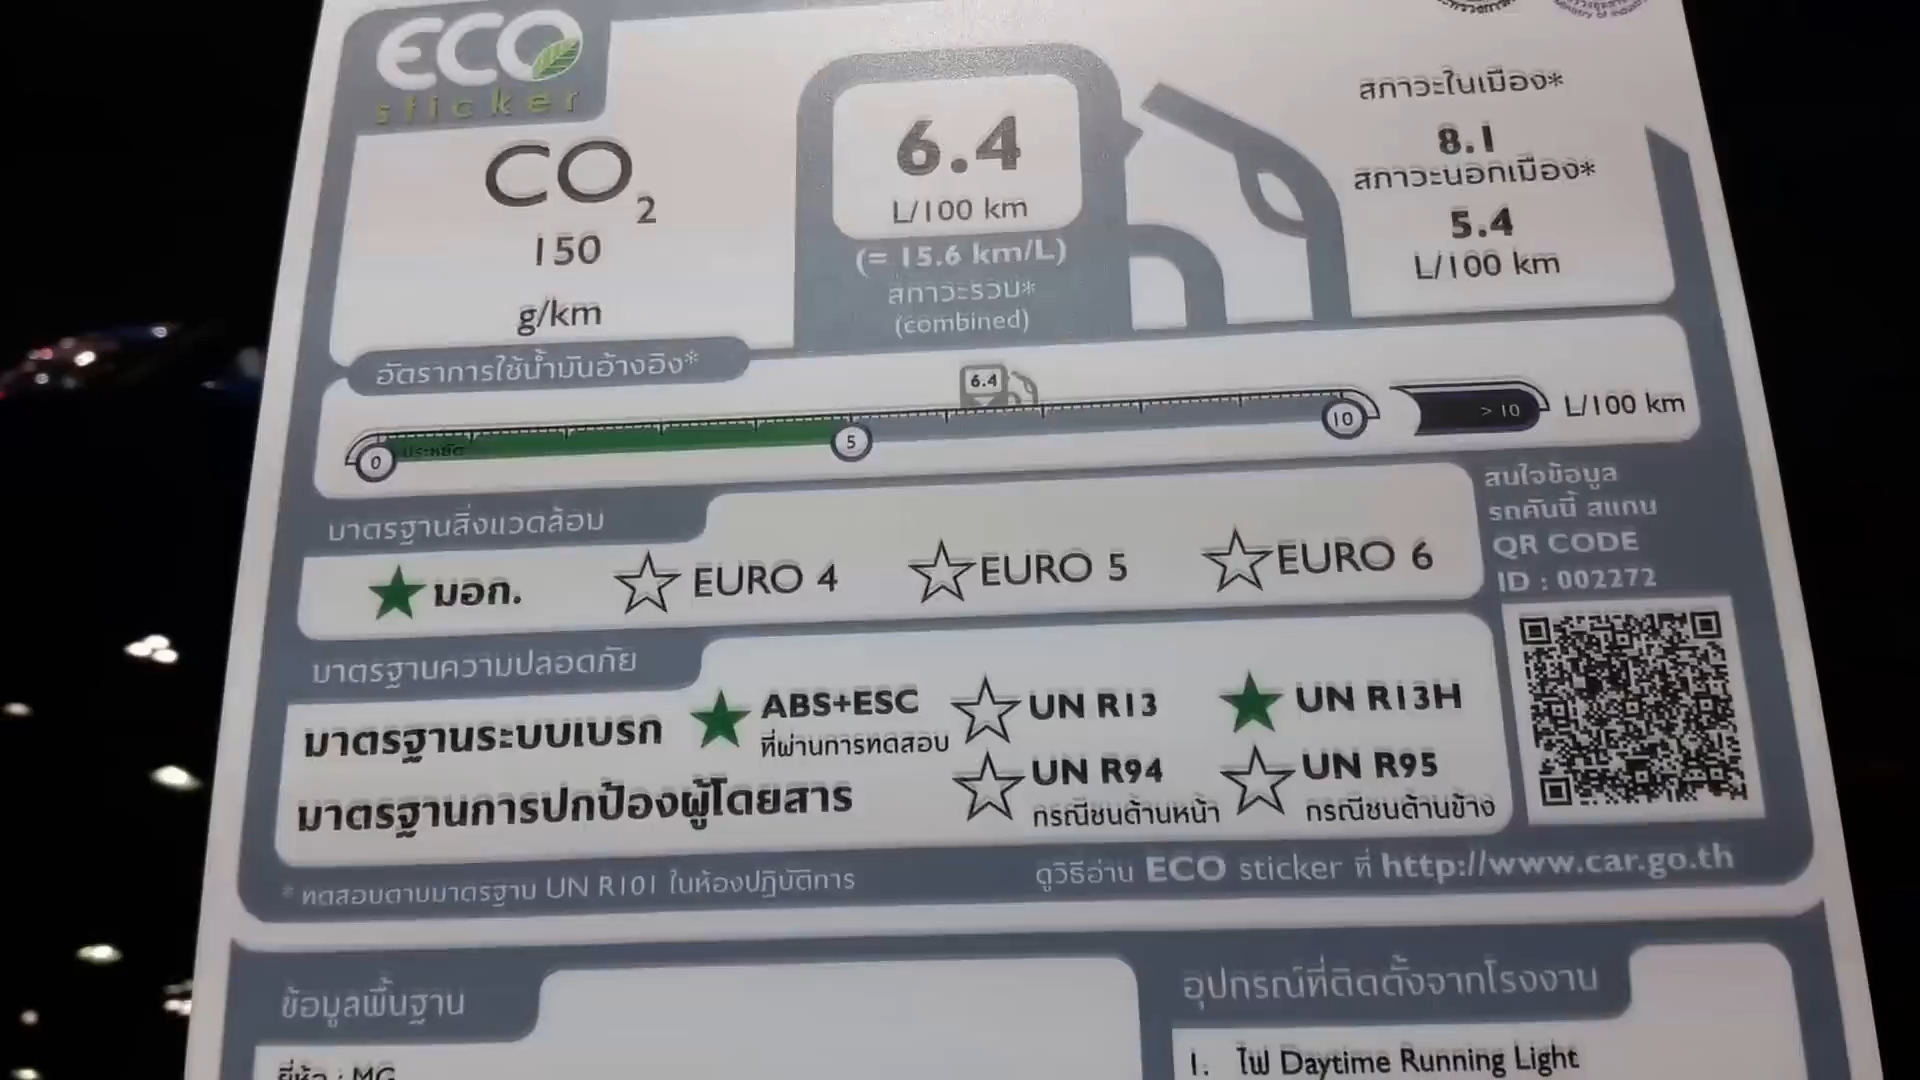 ECO
sticker
CO2
150
g/km
6.4
L/100 km
(= 15.6 km/L)
สภาวะรวม*
(combined)
สภาวะในเมือง*
8.1
สภาวะนอกเมือง*
5.4
L/100 km
อัตราการใช้น้ำมันอ้างอิง*
6.4
0
ประหยัด
5
10
> 10
L/100 km
มาตรฐานสิ่งแวดล้อม
มอก.
EURO 4
EURO 5
EURO 6
สนใจข้อมูล
รถคันนี้ สแกน
QR CODE
ID : 002272
มาตรฐานความปลอดภัย
มาตรฐานระบบเบรก
ABS+ESC
ที่ผ่านการทดสอบ
UN R13
UN R13H
มาตรฐานการปกป้องผู้โดยสาร
UN R94
กรณีชนด้านหน้า
UN R95
กรณีชนด้านข้าง
* ทดสอบตามมาตรฐาน UN R101 ในห้องปฏิบัติการ
ดูวิธีอ่าน ECO sticker ที่ http://www.car.go.th
ข้อมูลพื้นฐาน
ยี่ห้อ : MG
อุปกรณ์ที่ติดตั้งจากโรงงาน
1. ไฟ Daytime Running Light